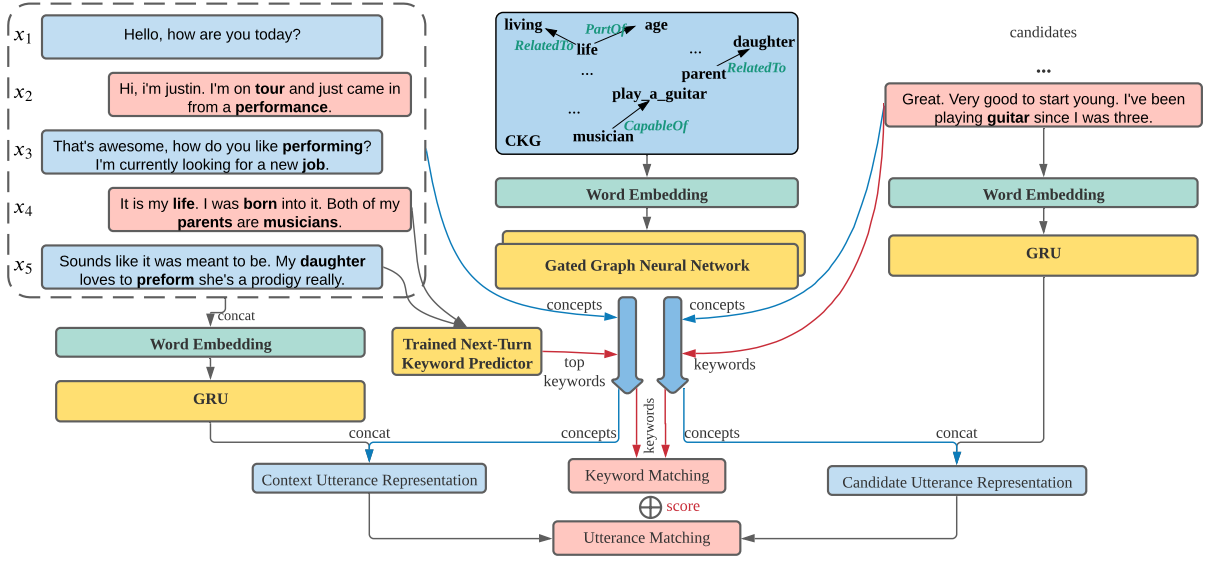 x1
Hello, how are you today?
x2
Hi, i'm justin. I'm on tour and just came in
from a performance.
x3
That's awesome, how do you like performing?
I'm currently looking for a new job.
x4
It is my life. I was born into it. Both of my
parents are musicians.
x5
Sounds like it was meant to be. My daughter
loves to preform she's a prodigy really.
concat
Word Embedding
GRU
Trained Next-Turn
Keyword Predictor
living
PartOf
age
RelatedTo
life
...
daughter
...
parent
RelatedTo
play_a_guitar
...
CapableOf
CKG
musician
Word Embedding
Gated Graph Neural Network
concepts
concepts
top
keywords
keywords
candidates
...
Great. Very good to start young. I've been
playing guitar since I was three.
Word Embedding
GRU
concat
concepts
keywords
concepts
concat
Context Utterance Representation
Keyword Matching
Candidate Utterance Representation
score
Utterance Matching